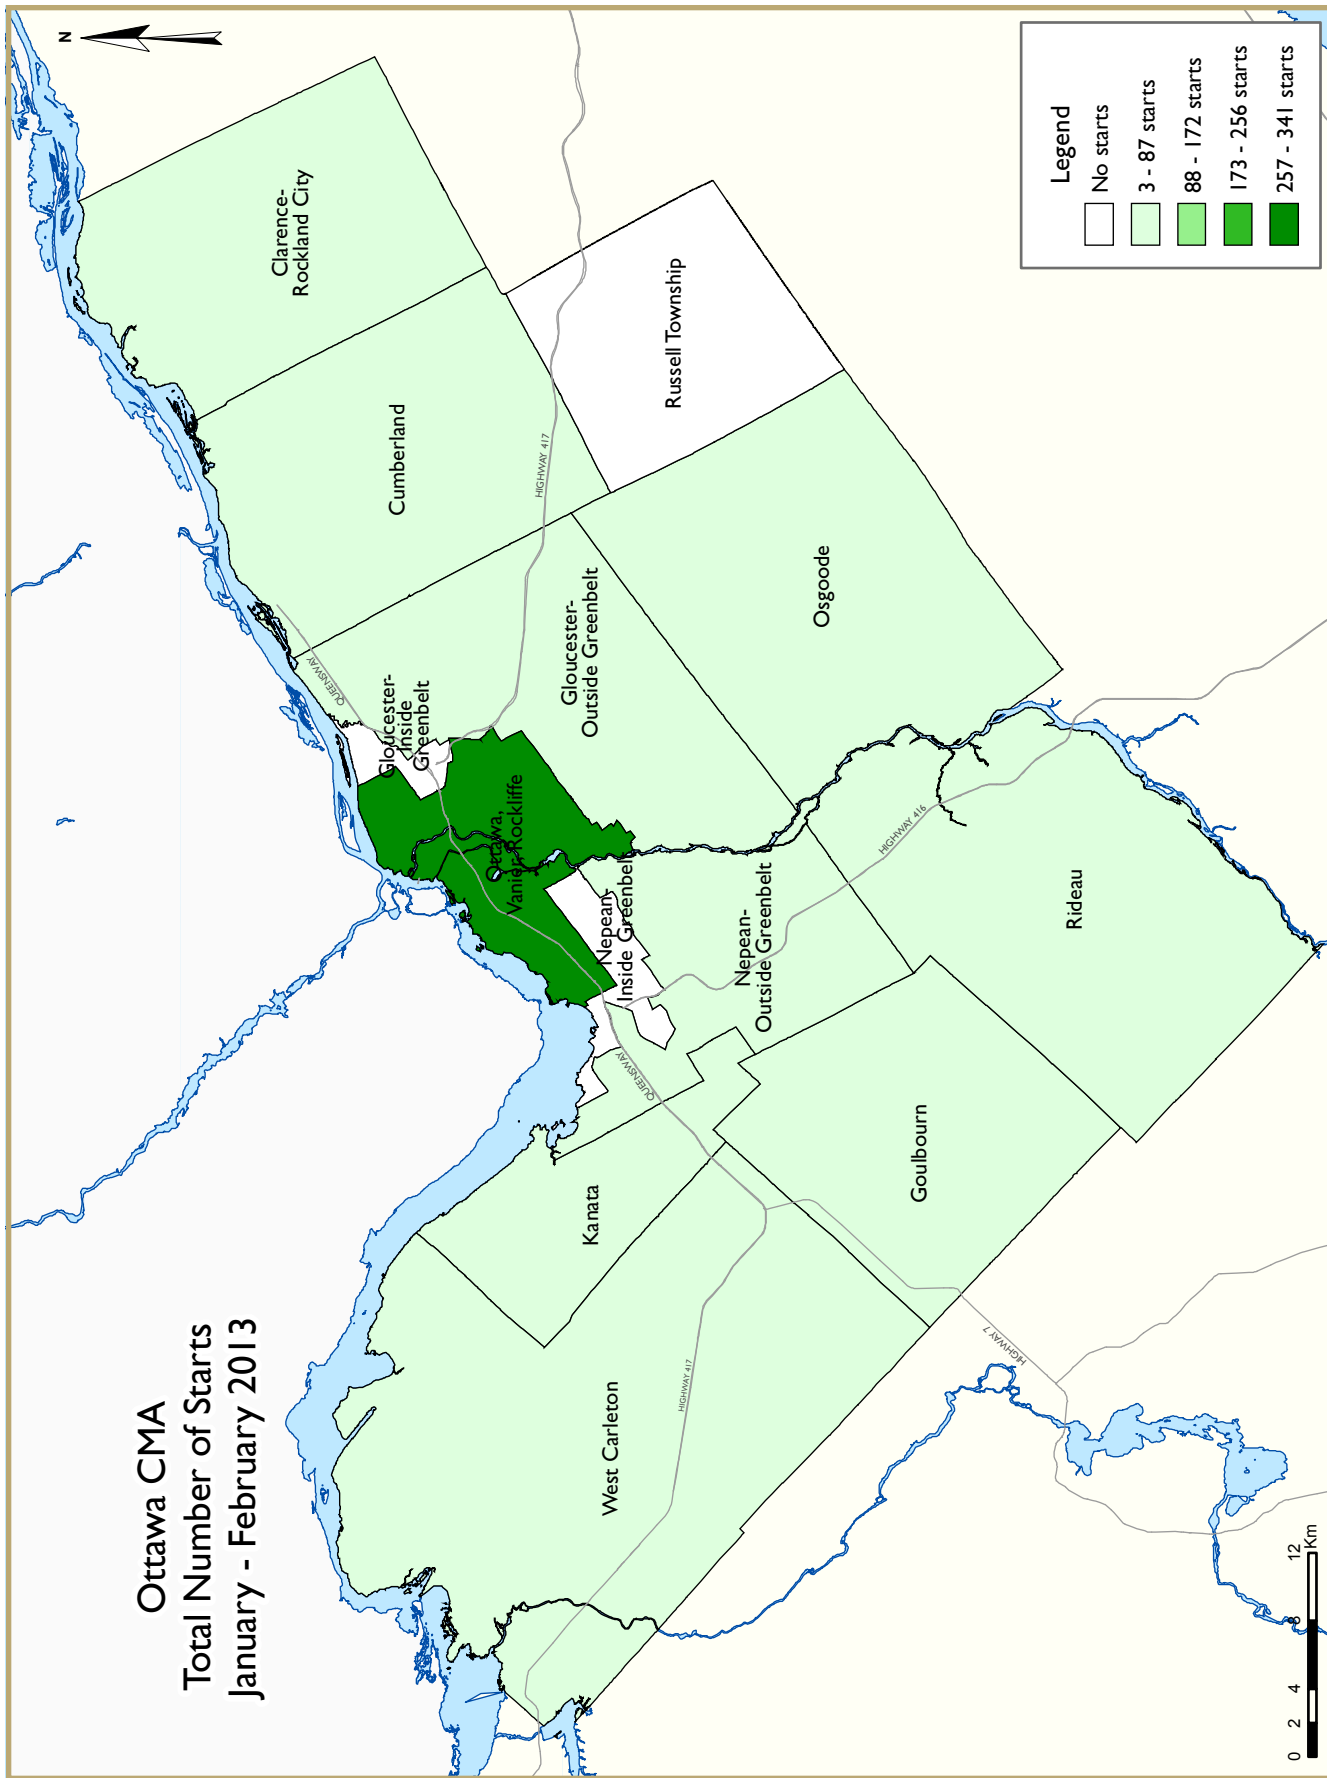 Ottawa CMA
Total Number of Starts
January - February 2013
N
Clarence-
Rockland City
Cumberland
Russell Township
HIGHWAY 417
QUEENSWAY
Gloucester-
Inside
Greenbelt
Gloucester-
Outside Greenbelt
Osgoode
Ottawa,
Vanier, Rockliffe
Nepean-
Inside Greenbelt
Nepean-
Outside Greenbelt
HIGHWAY 416
Rideau
QUEENSWAY
Kanata
Goulbourn
West Carleton
HIGHWAY 417
HIGHWAY 7
Legend
No starts
3 - 87 starts
88 - 172 starts
173 - 256 starts
257 - 341 starts
0 2 4 8 12
Km